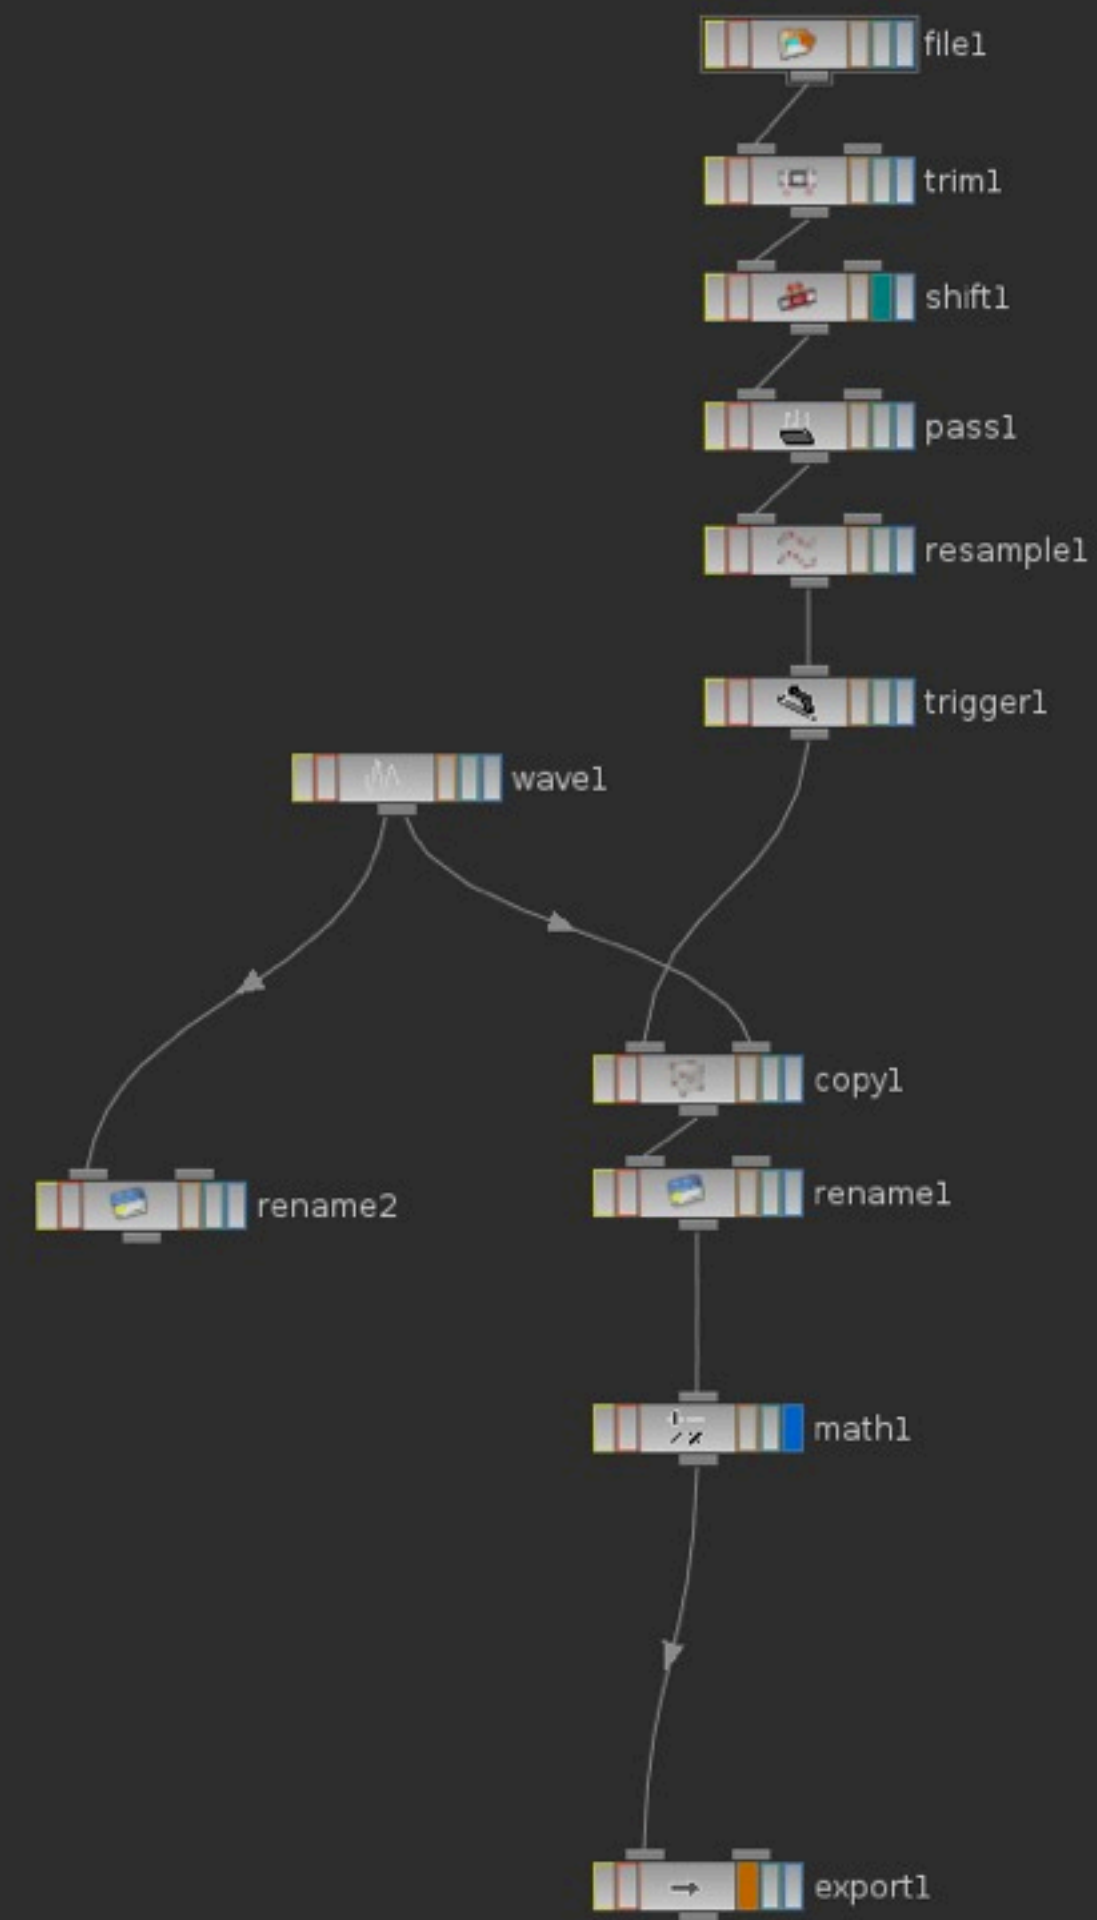 file1
trim1
shift1
pass1
resample1
trigger1
wave1
copy1
rename1
rename2
math1
export1